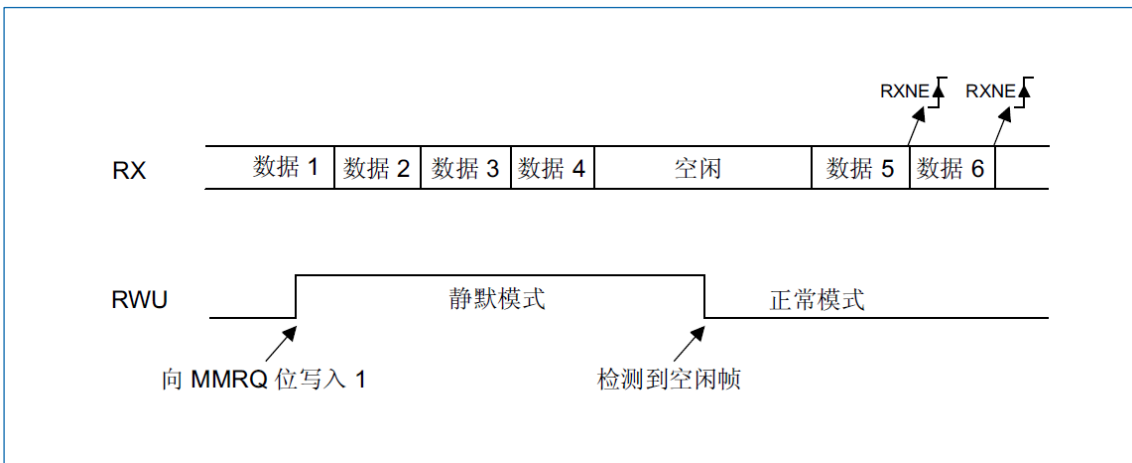 RXNE RXNE
RX 数据 1 数据 2 数据 3 数据 4 空闲 数据 5 数据 6
RWU 静默模式 正常模式
向 MMRQ 位写入 1 检测到空闲帧